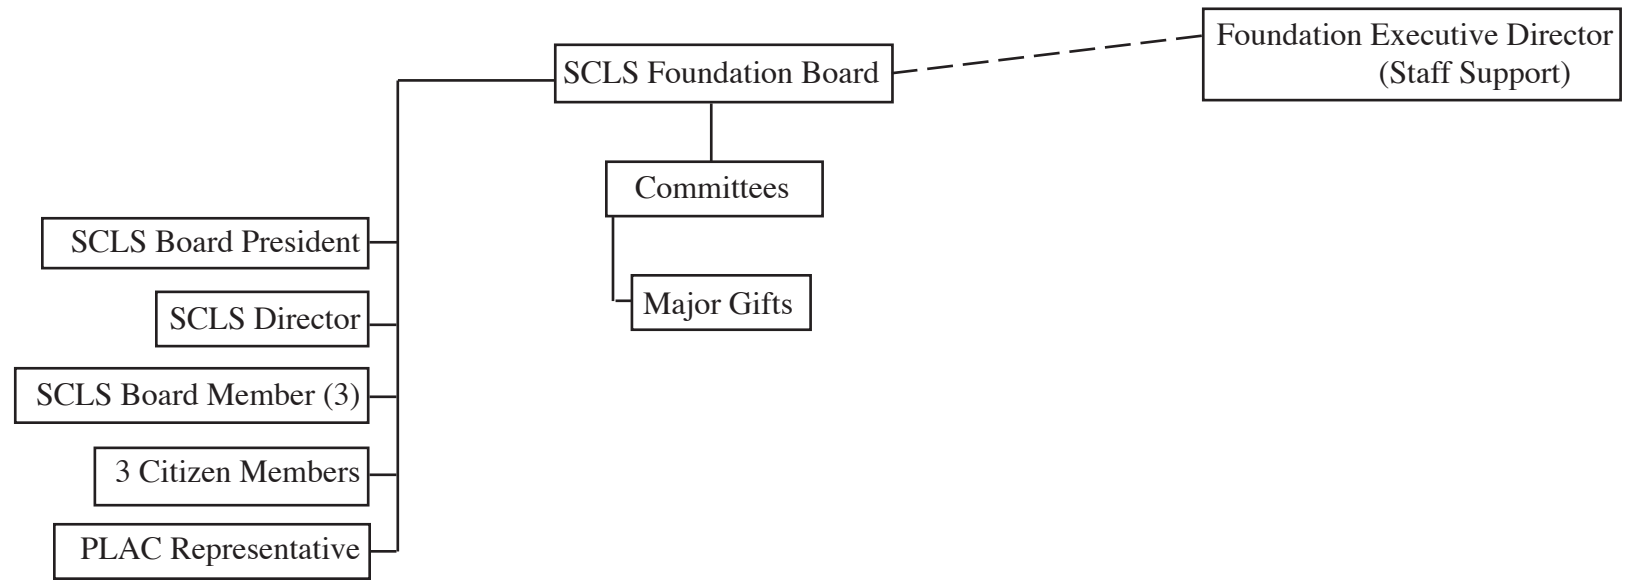 Foundation Executive Director
(Staff Support)
SCLS Foundation Board
Committees
Major Gifts
SCLS Board President
SCLS Director
SCLS Board Member (3)
3 Citizen Members
PLAC Representative